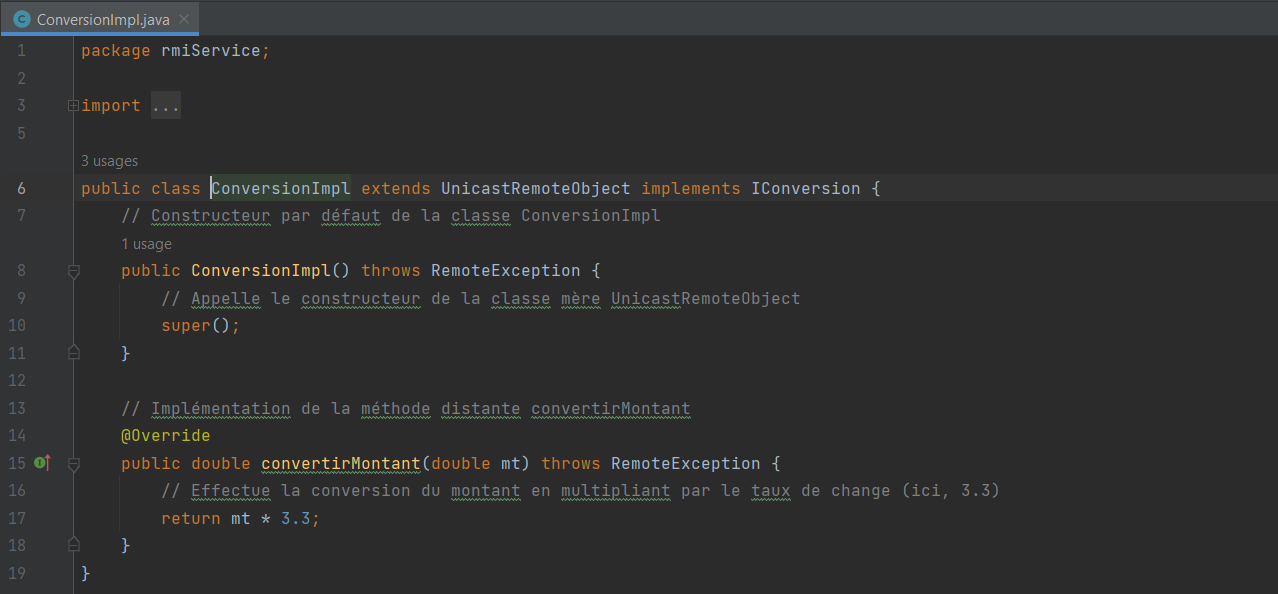 ConversionImpl.java
1 package rmiService;
2
3 import ...
5
3 usages
6 public class ConversionImpl extends UnicastRemoteObject implements IConversion {
7 // Constructeur par défaut de la classe ConversionImpl
1 usage
8 public ConversionImpl() throws RemoteException {
9 // Appelle le constructeur de la classe mère UnicastRemoteObject
10 super();
11 }
12
13 // Implémentation de la méthode distante convertirMontant
14 @Override
15 public double convertirMontant(double mt) throws RemoteException {
16 // Effectue la conversion du montant en multipliant par le taux de change (ici, 3.3)
17 return mt * 3.3;
18 }
19 }